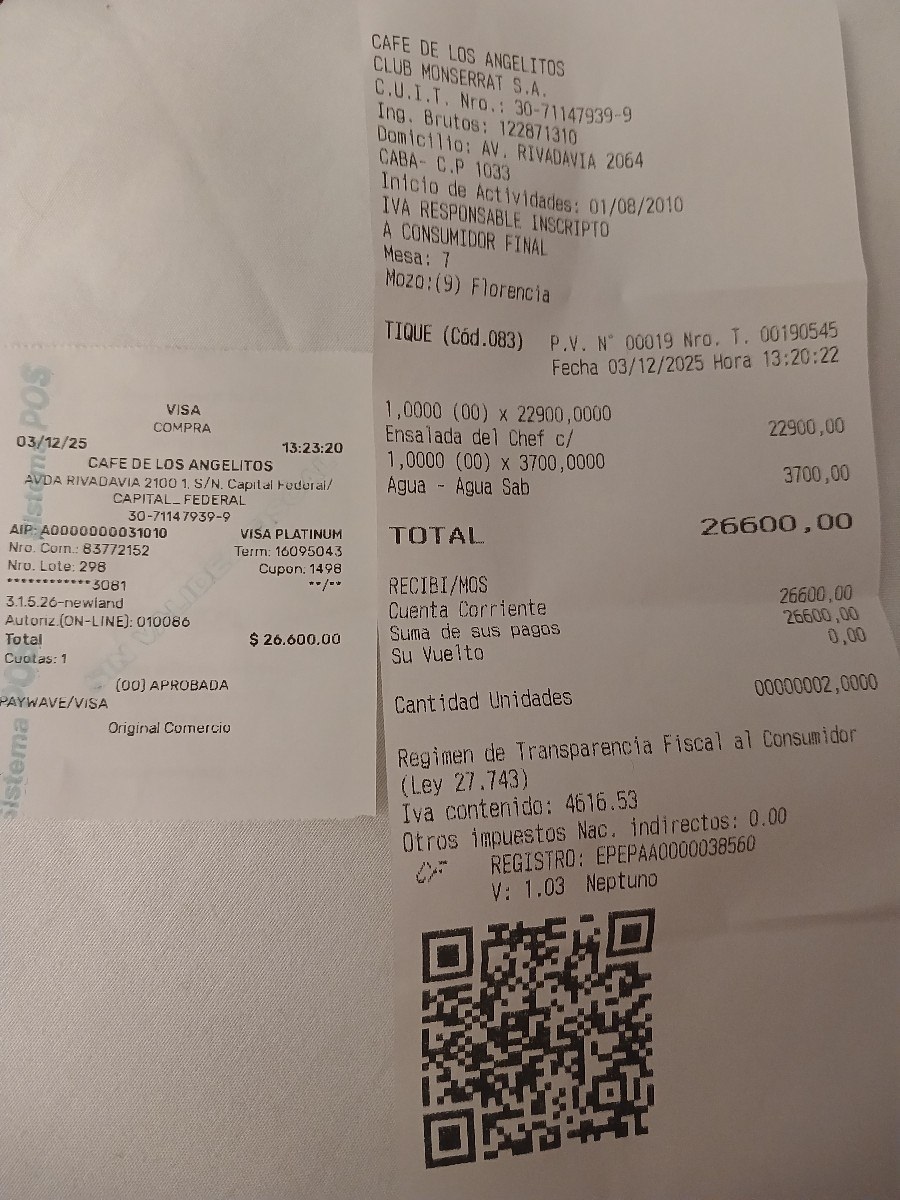 CAFE DE LOS ANGELITOS
CLUB MONSERRAT S.A.
C.U.I.T. Nro.: 30-71147939-9
Ing. Brutos: 122871310
Domicilio: AV. RIVADAVIA 2064
CABA- C.P 1033
Inicio de Actividades: 01/08/2010
IVA RESPONSABLE INSCRIPTO
A CONSUMIDOR FINAL
Mesa: 7
Mozo:(9) Florencia
TIQUE (Cód.083) P.V. N° 00019 Nro. T. 00190545
Fecha 03/12/2025 Hora 13:20:22
1,0000 (00) x 22900,0000
Ensalada del Chef c/ 22900,00
1,0000 (00) x 3700,0000
Agua - Agua Sab 3700,00
TOTAL 26600,00
RECIBI/MOS
Cuenta Corriente 26600,00
Suma de sus pagos 26600,00
Su Vuelto 0,00
Cantidad Unidades 00000002,0000
Regimen de Transparencia Fiscal al Consumidor
(Ley 27.743)
Iva contenido: 4616.53
Otros impuestos Nac. indirectos: 0.00
CF REGISTRO: EPEPAA0000038560
V: 1.03 Neptuno
VISA
COMPRA
03/12/25 13:23:20
CAFE DE LOS ANGELITOS
AVDA RIVADAVIA 2100 1, S/N. Capital Federal/
CAPITAL_ FEDERAL
30-71147939-9
AIP: A0000000031010 VISA PLATINUM
Nro. Com.: 83772152 Term: 16095043
Nro. Lote: 298 Cupon: 1498
************3081 **/**
3.1.5.26-newland
Autoriz.(ON-LINE): 010086
Total $ 26.600,00
Cuotas: 1
(00) APROBADA
PAYWAVE/VISA
Original Comercio
Sistema POS